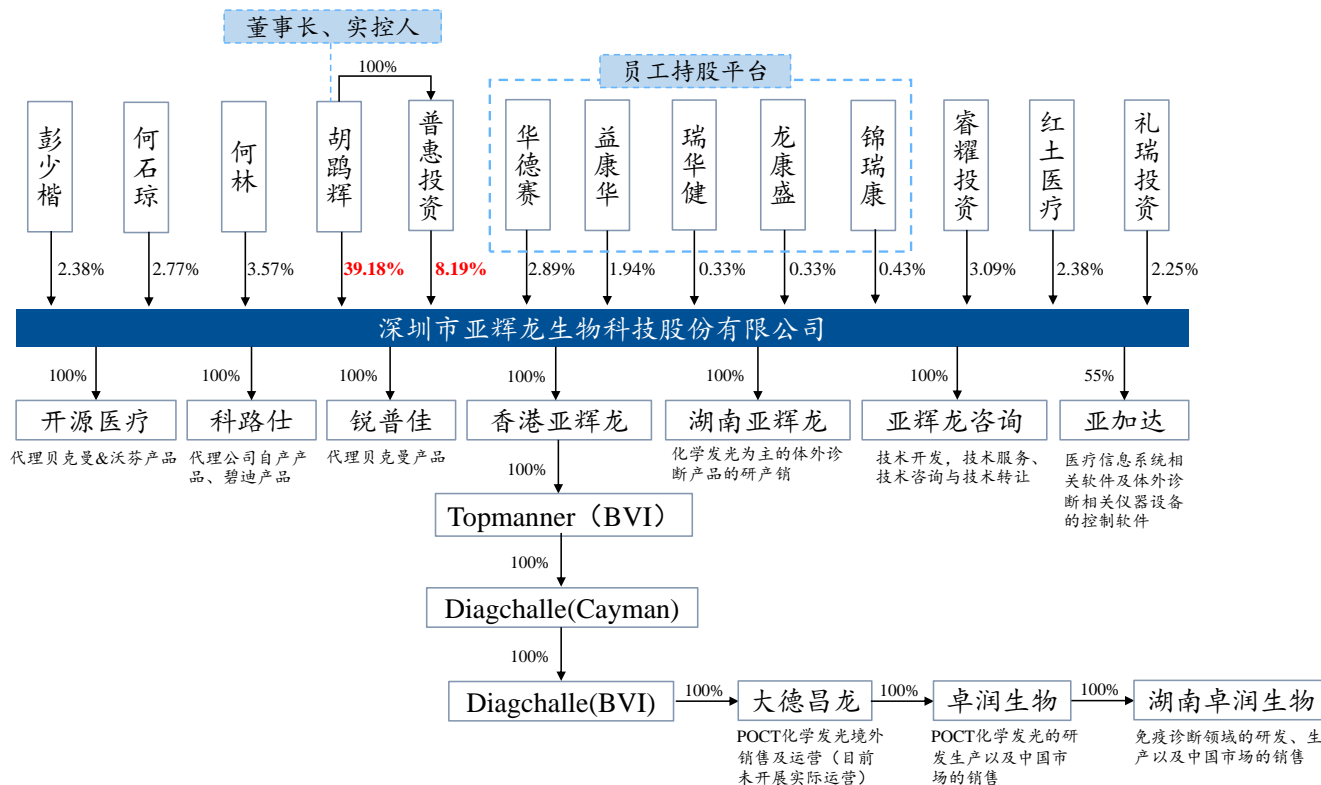 董事长、实控人
100%
员工持股平台
彭少楷
何石琼
何林
胡鹍辉
普惠投资
华德赛
益康华
瑞华健
龙康盛
锦瑞康
睿耀投资
红土医疗
礼瑞投资
2.38%
2.77%
3.57%
39.18%
8.19%
2.89%
1.94%
0.33%
0.33%
0.43%
3.09%
2.38%
2.25%
深圳市亚辉龙生物科技股份有限公司
100%
100%
100%
100%
100%
100%
55%
开源医疗
科路仕
锐普佳
香港亚辉龙
湖南亚辉龙
亚辉龙咨询
亚加达
代理贝克曼&沃芬产品
代理公司自产产
品、碧迪产品
代理贝克曼产品
化学发光为主的体外诊
断产品的研产销
技术开发，技术服务、
技术咨询与技术转让
医疗信息系统相
关软件及体外诊
断相关仪器设备
的控制软件
100%
Topmanner（BVI）
100%
Diagchalle(Cayman)
100%
Diagchalle(BVI)
100%
大德昌龙
100%
卓润生物
100%
湖南卓润生物
POCT化学发光境外
销售及运营（目前
未开展实际运营）
POCT化学发光的研
发生产以及中国市
场的销售
免疫诊断领域的研发、生
产以及中国市场的销售